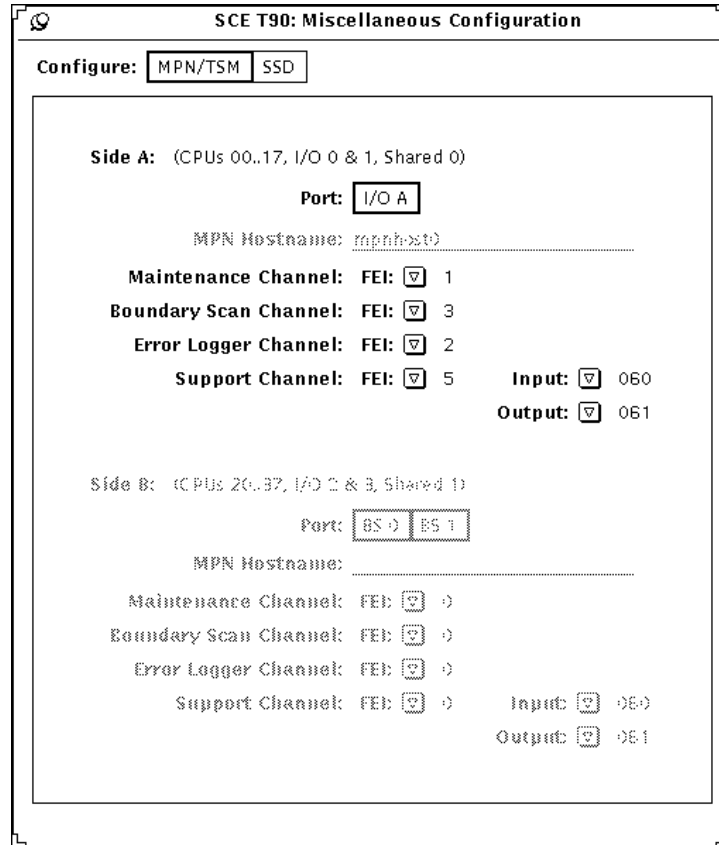 SCE T90: Miscellaneous Configuration
Configure: MPN/TSM SSD
Side A: (CPUs 00..17, I/O 0 & 1, Shared 0)
Port: I/O A
MPN Hostname: mpnhost0
Maintenance Channel: FEI: 1
Boundary Scan Channel: FEI: 3
Error Logger Channel: FEI: 2
Support Channel: FEI: 5 Input: 060
Output: 061
Side B: (CPUs 20..37, I/O 2 & 3, Shared 1)
Port: BS 0 BS 1
MPN Hostname:
Maintenance Channel: FEI: 0
Boundary Scan Channel: FEI: 0
Error Logger Channel: FEI: 0
Support Channel: FEI: 0 Input: 060
Output: 061